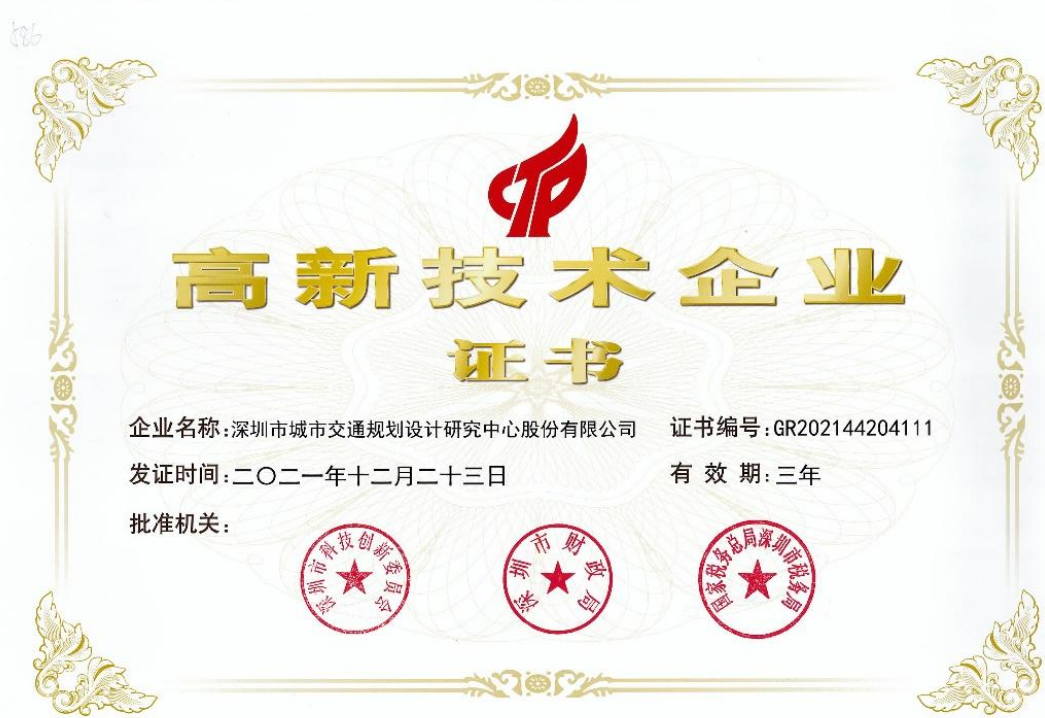 586
高新技术企业
证书
企业名称:深圳市城市交通规划设计研究中心股份有限公司 证书编号:GR202144204111
发证时间:二〇二一年十二月二十三日 有效期:三年
批准机关:
深圳市科技创新委员会
深圳市财政局
国家税务总局深圳市税务局